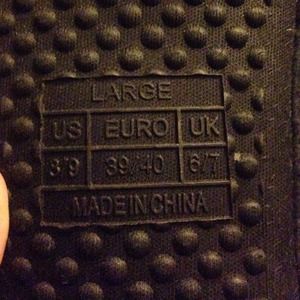 LARGE
US EURO UK
8/9 39/40 6/7
MADE IN CHINA